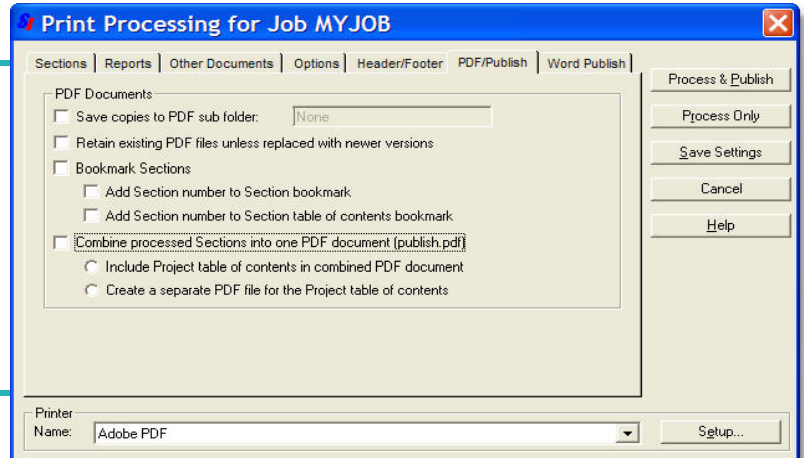 SI Print Processing for Job MYJOB
Sections Reports Other Documents Options Header/Footer PDF/Publish Word Publish
PDF Documents
Save copies to PDF sub folder: None
Retain existing PDF files unless replaced with newer versions
Bookmark Sections
Add Section number to Section bookmark
Add Section number to Section table of contents bookmark
Combine processed Sections into one PDF document (publish.pdf)
Include Project table of contents in combined PDF document
Create a separate PDF file for the Project table of contents
Process & Publish
Process Only
Save Settings
Cancel
Help
Printer
Name: Adobe PDF Setup...